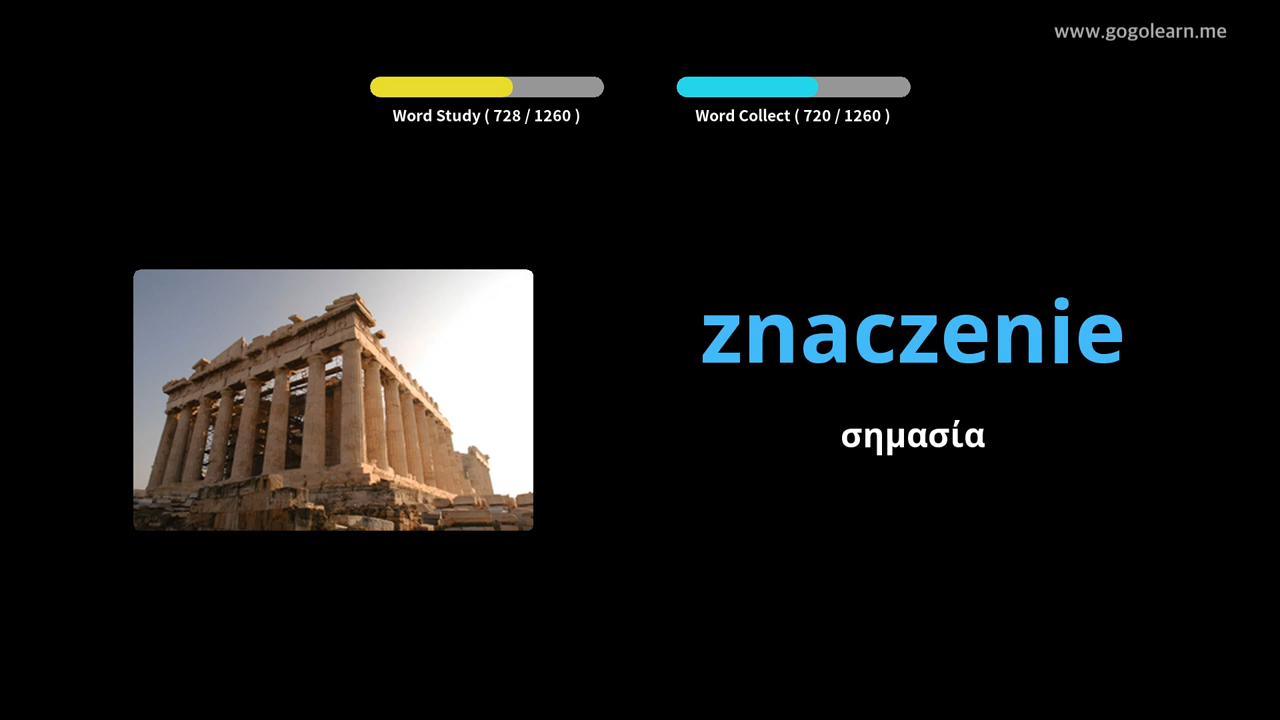 www.gogolearn.me
Word Study ( 728 / 1260 )
Word Collect ( 720 / 1260 )
znaczenie
σημασία